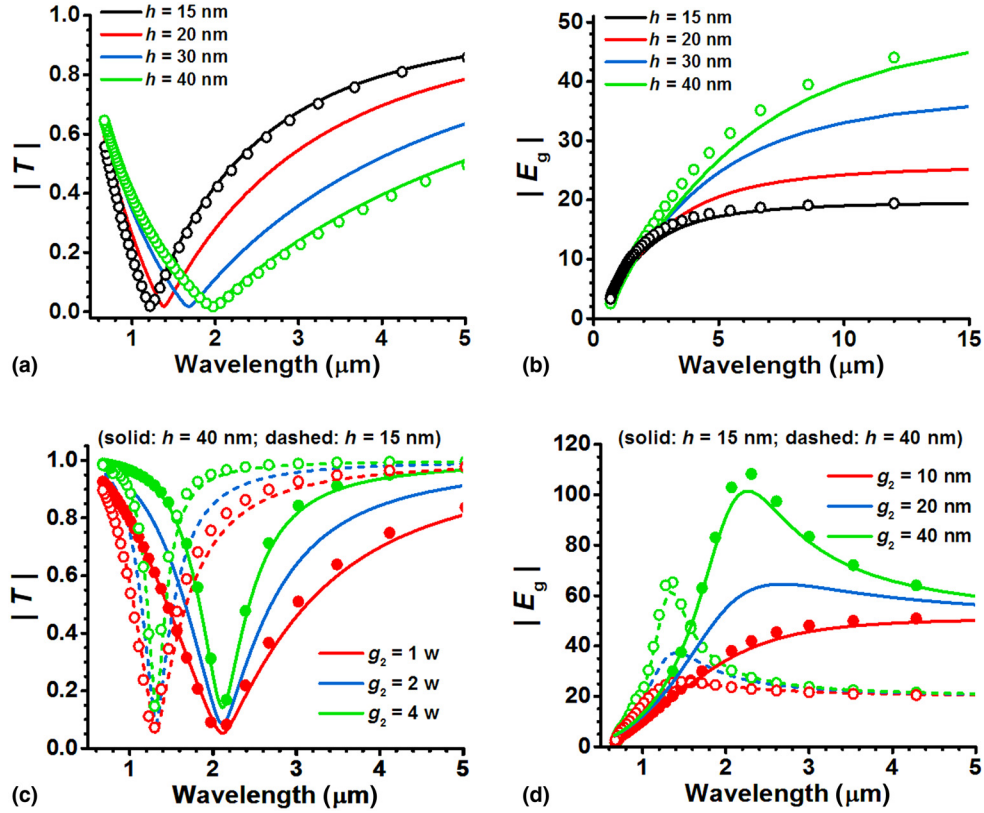 1.0
0.8
0.6
0.4
0.2
0.0
| T |
h = 15 nm
h = 20 nm
h = 30 nm
h = 40 nm
1 2 3 4 5
Wavelength (μm)
(a)
50
40
30
20
10
0
| Eg |
h = 15 nm
h = 20 nm
h = 30 nm
h = 40 nm
0 5 10 15
Wavelength (μm)
(b)
(solid: h = 40 nm; dashed: h = 15 nm)
1.0
0.8
0.6
0.4
0.2
0.0
| T |
g2 = 1 w
g2 = 2 w
g2 = 4 w
1 2 3 4 5
Wavelength (μm)
(c)
(solid: h = 15 nm; dashed: h = 40 nm)
120
100
80
60
40
20
0
| Eg |
g2 = 10 nm
g2 = 20 nm
g2 = 40 nm
1 2 3 4 5
Wavelength (μm)
(d)